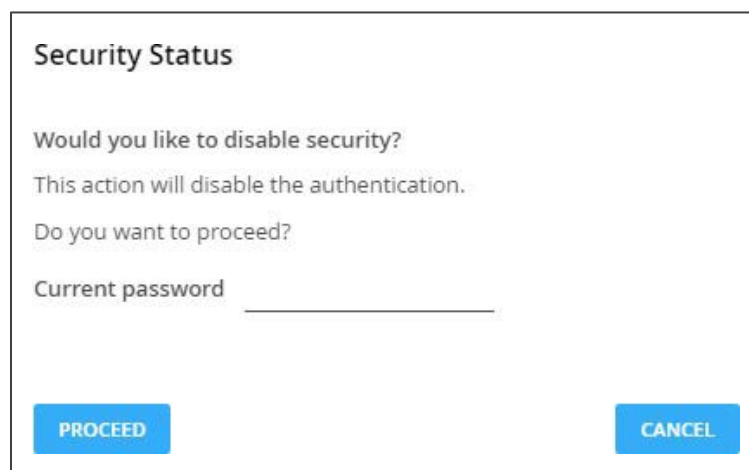 Security Status
Would you like to disable security?
This action will disable the authentication.
Do you want to proceed?
Current password
PROCEED
CANCEL